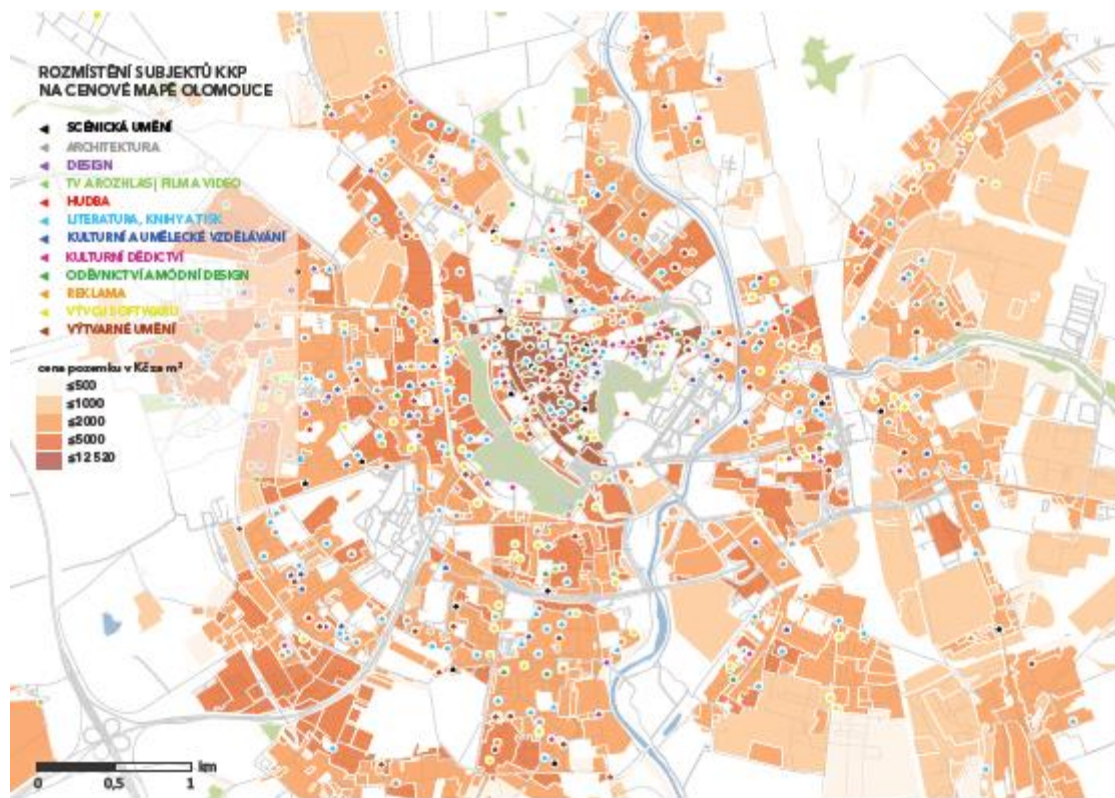 ROZMÍSTĚNÍ SUBJEKTŮ KKP
NA CENOVÉ MAPĚ OLOMOUCE
SCÉNICKÁ UMĚNÍ
ARCHITEKTURA
DESIGN
TV A ROZHLAS | FILM A VIDEO
HUDBA
LITERATURA, KNIHY A TISK
KULTURNÍ A UMĚLECKÉ VZDĚLÁVÁNÍ
KULTURNÍ DĚDICTVÍ
ODĚVNICTVÍ A MÓDNÍ DESIGN
REKLAMA
VÝVOJ SOFTWARU
VÝTVARNÉ UMĚNÍ
cena pozemku v Kč za m²
≤500
≤1000
≤2000
≤5000
≤12 520
km
0 0,5 1